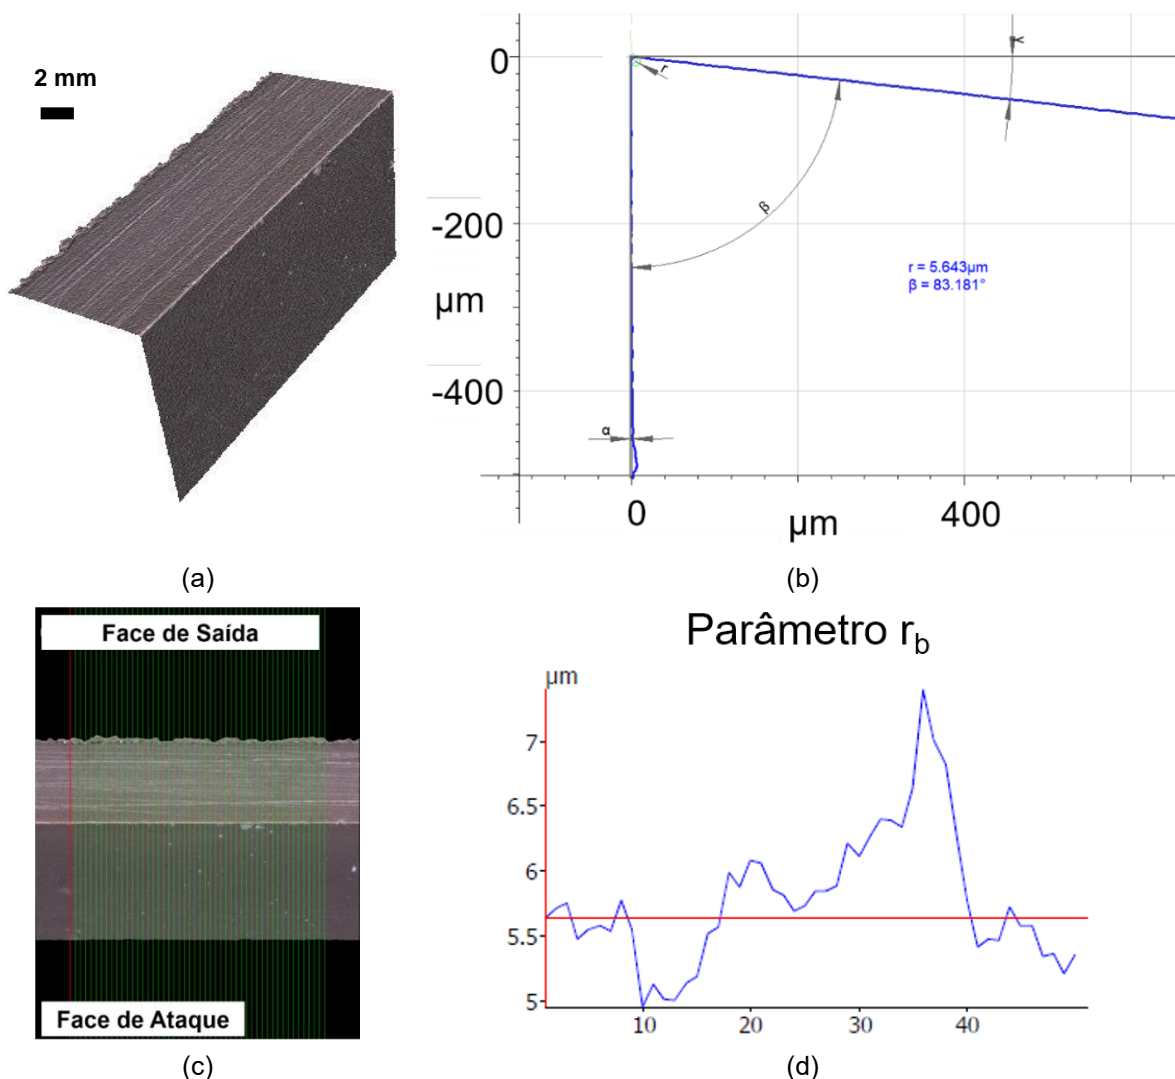 2 mm
(a)
0
-200
µm
-400
r
γ
β
α
r = 5.643µm
β = 83.181°
0
400
µm
(b)
Face de Saída
Face de Ataque
(c)
Parâmetro r_b
µm
7
6.5
6
5.5
5
10
20
30
40
(d)